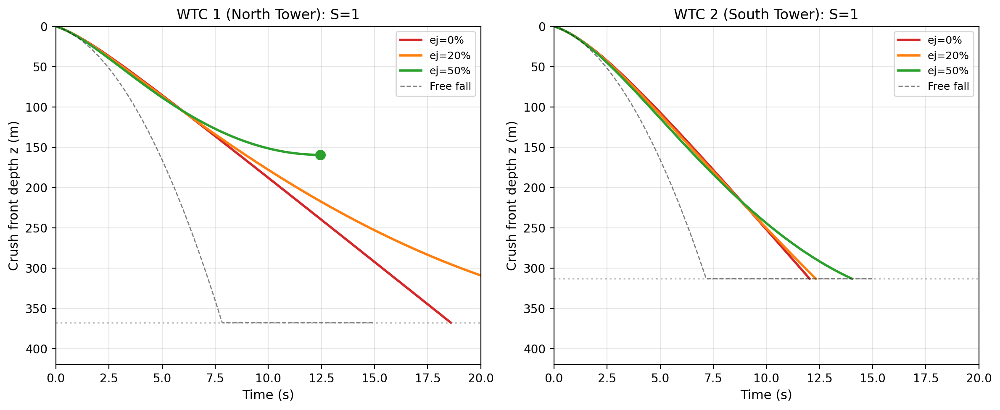 WTC 1 (North Tower): S=1
ej=0%
ej=20%
ej=50%
Free fall
Crush front depth z (m)
0
50
100
150
200
250
300
350
400
0.0 2.5 5.0 7.5 10.0 12.5 15.0 17.5 20.0
Time (s)
WTC 2 (South Tower): S=1
ej=0%
ej=20%
ej=50%
Free fall
Crush front depth z (m)
0
50
100
150
200
250
300
350
400
0.0 2.5 5.0 7.5 10.0 12.5 15.0 17.5 20.0
Time (s)